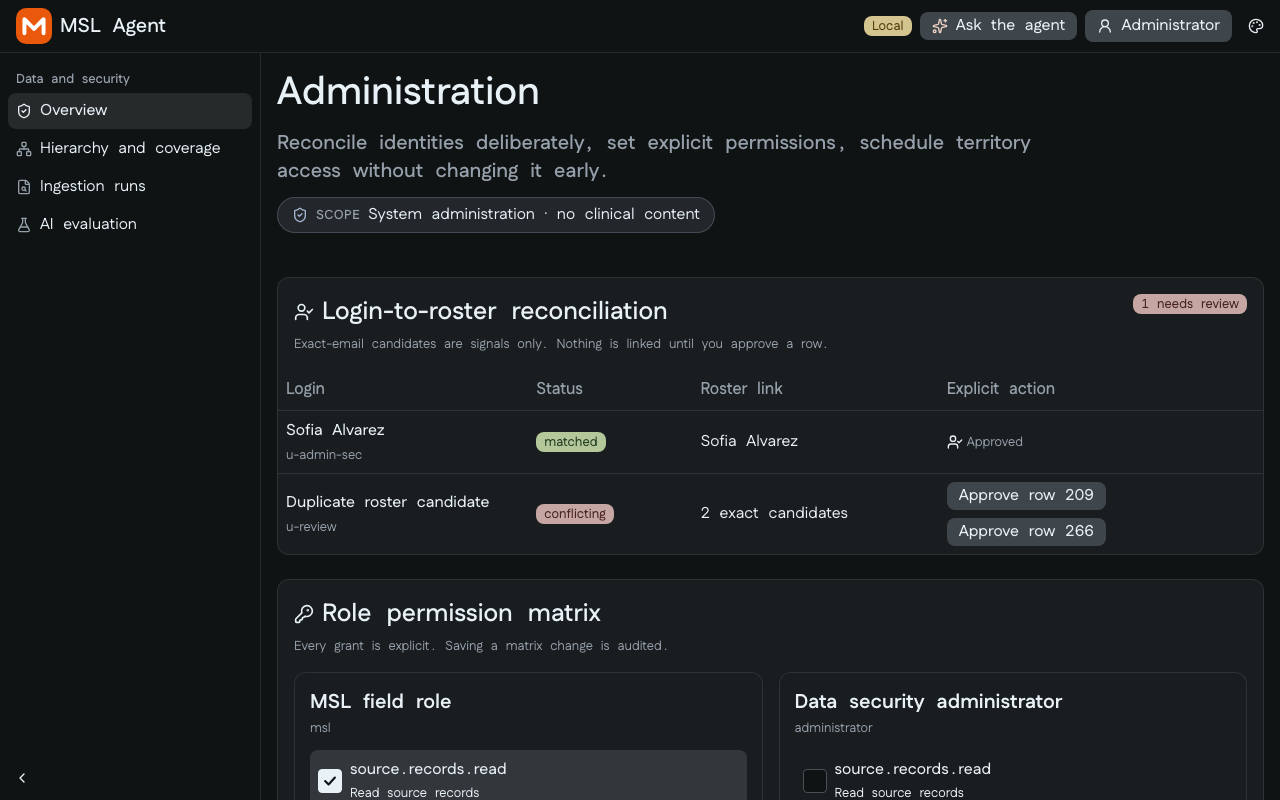 MSL Agent
Local
Ask the agent
Administrator
Data and security
Overview
Hierarchy and coverage
Ingestion runs
AI evaluation
Administration
Reconcile identities deliberately, set explicit permissions, schedule territory
access without changing it early.
SCOPE System administration · no clinical content
Login-to-roster reconciliation
1 needs review
Exact-email candidates are signals only. Nothing is linked until you approve a row.
Login Status Roster link Explicit action
Sofia Alvarez
u-admin-sec
matched
Sofia Alvarez
Approved
Duplicate roster candidate
u-review
conflicting
2 exact candidates
Approve row 209
Approve row 266
Role permission matrix
Every grant is explicit. Saving a matrix change is audited.
MSL field role
msl
source.records.read
Read source records
Data security administrator
administrator
source.records.read
Read source records